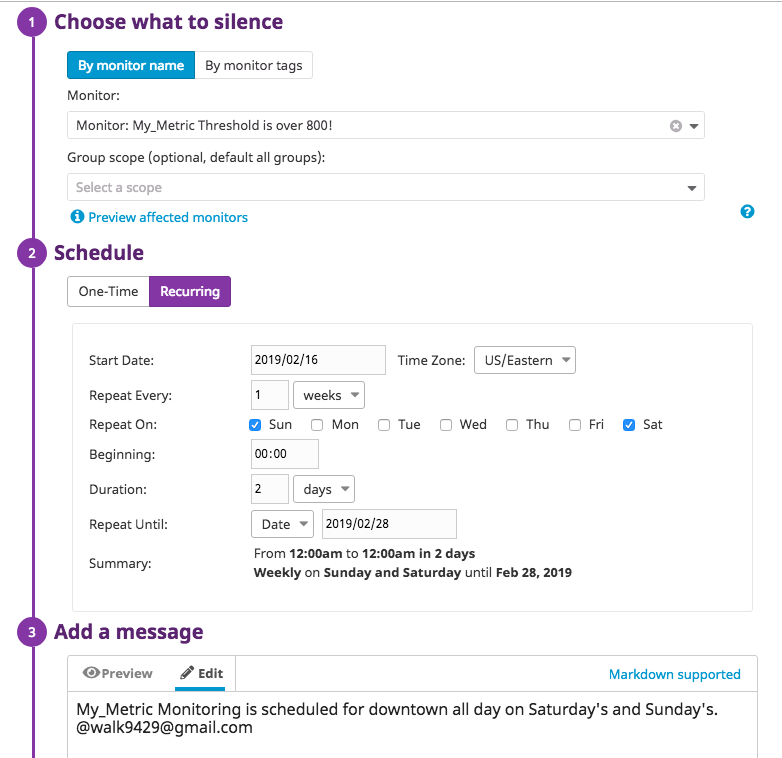 1 Choose what to silence
By monitor name By monitor tags
Monitor:
Monitor: My_Metric Threshold is over 800!
Group scope (optional, default all groups):
Select a scope
Preview affected monitors
?
2 Schedule
One-Time Recurring
Start Date: 2019/02/16 Time Zone: US/Eastern
Repeat Every: 1 weeks
Repeat On: Sun Mon Tue Wed Thu Fri Sat
Beginning: 00:00
Duration: 2 days
Repeat Until: Date 2019/02/28
Summary: From 12:00am to 12:00am in 2 days
Weekly on Sunday and Saturday until Feb 28, 2019
3 Add a message
Preview Edit Markdown supported
My_Metric Monitoring is scheduled for downtown all day on Saturday's and Sunday's.
@walk9429@gmail.com